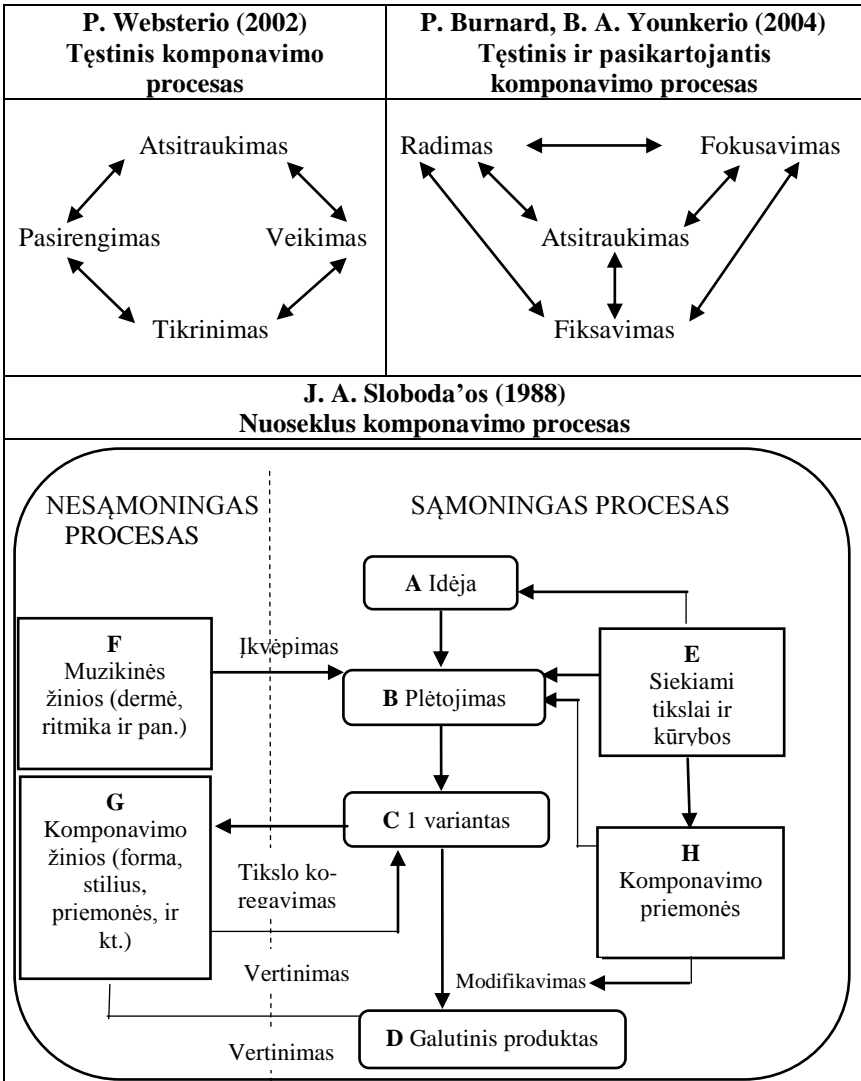 P. Websterio (2002)
Tęstinis komponavimo
procesas
P. Burnard, B. A. Younkerio (2004)
Tęstinis ir pasikartojantis
komponavimo procesas
Atsitraukimas
Pasirengimas
Veikimas
Tikrinimas
Radimas
Fokusavimas
Atsitraukimas
Fiksavimas
J. A. Sloboda’os (1988)
Nuoseklus komponavimo procesas
NESĄMONINGAS
PROCESAS
SĄMONINGAS PROCESAS
A Idėja
F
Muzikinės
žinios (dermė,
ritmika ir pan.)
Įkvėpimas
B Plėtojimas
E
Siekiami
tikslai ir
kūrybos
G
Komponavimo
žinios (forma,
stilius,
priemonės, ir
kt.)
C 1 variantas
Tikslo ko-
regavimas
H
Komponavimo
priemonės
Vertinimas
Modifikavimas
D Galutinis produktas
Vertinimas